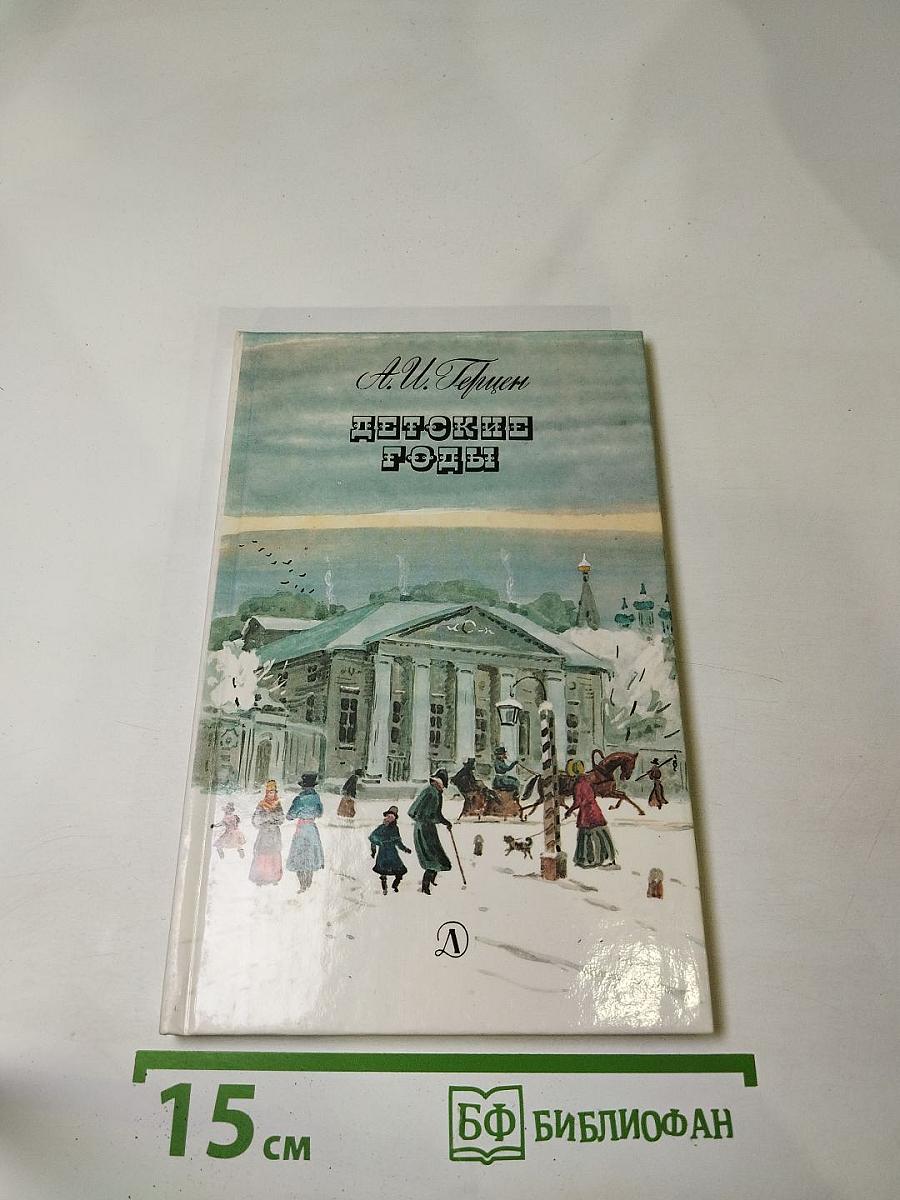 А.И. Герцен
ДЕТСКИЕ
ГОДЫ
Д
15 см
БФ БИБЛИОФАН